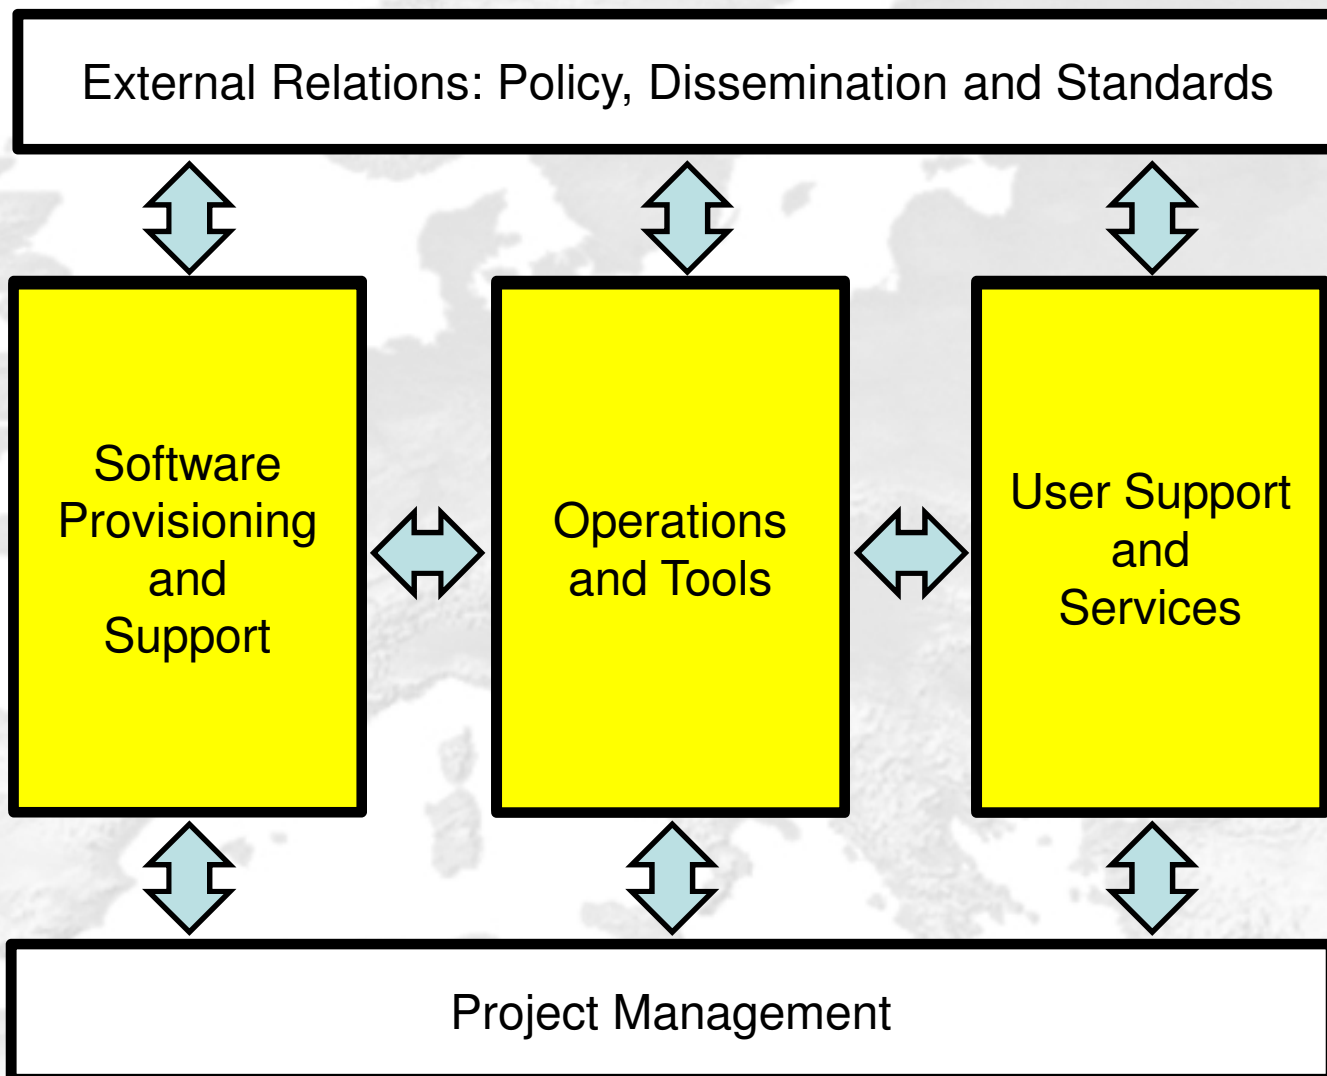 External Relations: Policy, Dissemination and Standards
Software
Provisioning
and
Support
Operations
and Tools
User Support
and
Services
Project Management